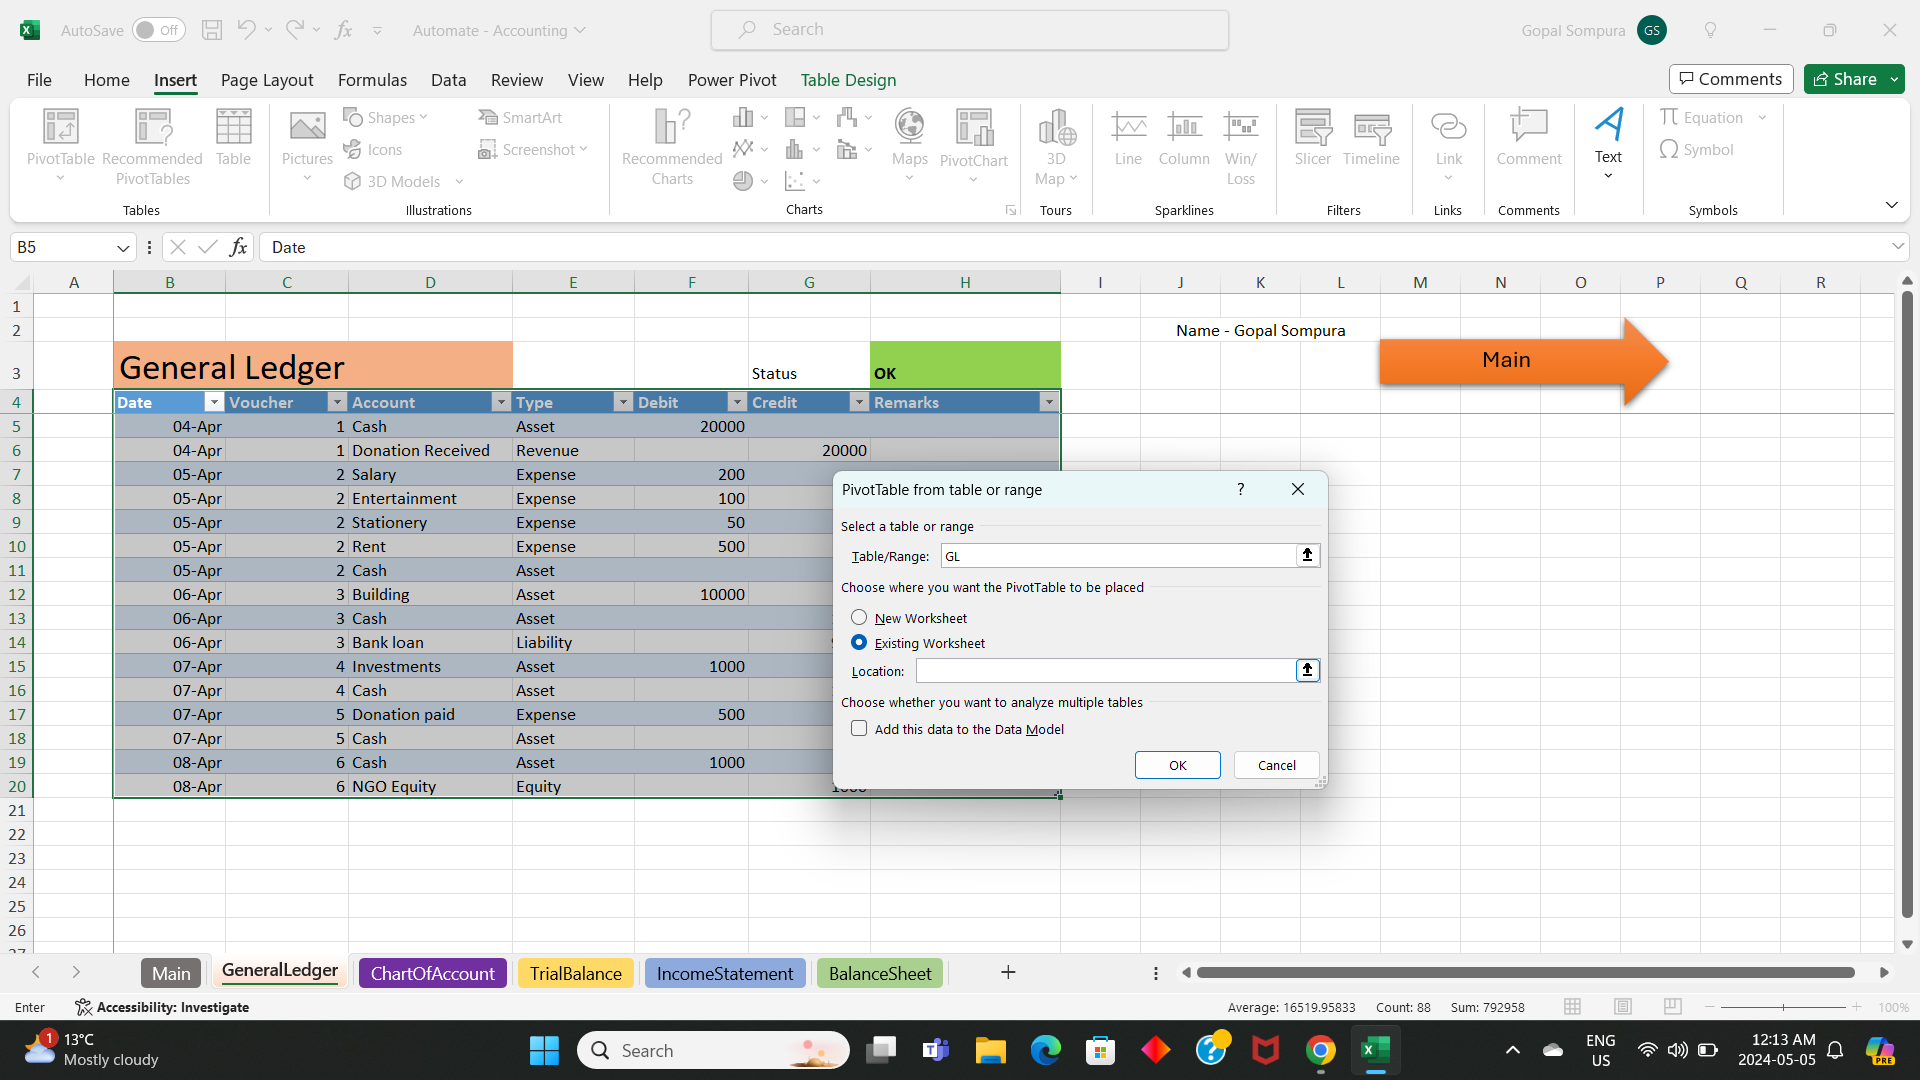 AutoSave Off Automate - Accounting Search Gopal Sompura GS
File Home Insert Page Layout Formulas Data Review View Help Power Pivot Table Design Comments Share
PivotTable Recommended PivotTables Table Pictures Shapes Icons 3D Models SmartArt Screenshot Recommended Charts Maps PivotChart 3D Map Line Column Win/Loss Slicer Timeline Link Comment Text Equation Symbol
Tables Illustrations Charts Tours Sparklines Filters Links Comments Symbols
B5 fx Date
A B C D E F G H I J K L M N O P Q R
1
2 Name - Gopal Sompura
3 General Ledger Status OK Main
4 Date Voucher Account Type Debit Credit Remarks
5 04-Apr 1 Cash Asset 20000
6 04-Apr 1 Donation Received Revenue 20000
7 05-Apr 2 Salary Expense 200
8 05-Apr 2 Entertainment Expense 100
9 05-Apr 2 Stationery Expense 50
10 05-Apr 2 Rent Expense 500
11 05-Apr 2 Cash Asset
12 06-Apr 3 Building Asset 10000
13 06-Apr 3 Cash Asset
14 06-Apr 3 Bank loan Liability
15 07-Apr 4 Investments Asset 1000
16 07-Apr 4 Cash Asset
17 07-Apr 5 Donation paid Expense 500
18 07-Apr 5 Cash Asset
19 08-Apr 6 Cash Asset 1000
20 08-Apr 6 NGO Equity Equity
21
22
23
24
25
26
PivotTable from table or range ?
Select a table or range
Table/Range: GL
Choose where you want the PivotTable to be placed
New Worksheet
Existing Worksheet
Location:
Choose whether you want to analyze multiple tables
Add this data to the Data Model
OK Cancel
Main GeneralLedger ChartOfAccount TrialBalance IncomeStatement BalanceSheet
Enter Accessibility: Investigate Average: 16519.95833 Count: 88 Sum: 792958 100%
1 13°C
Mostly cloudy
Search
ENG
US
12:13 AM
2024-05-05
PRE